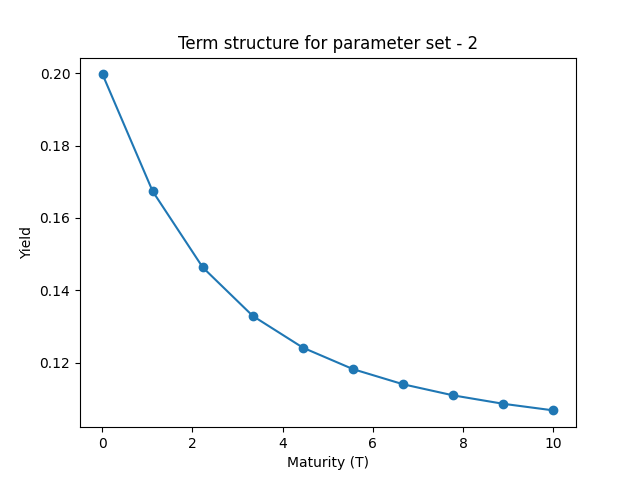 Term structure for parameter set - 2
0.20
0.18
0.16
0.14
0.12
Yield
0 2 4 6 8 10
Maturity (T)